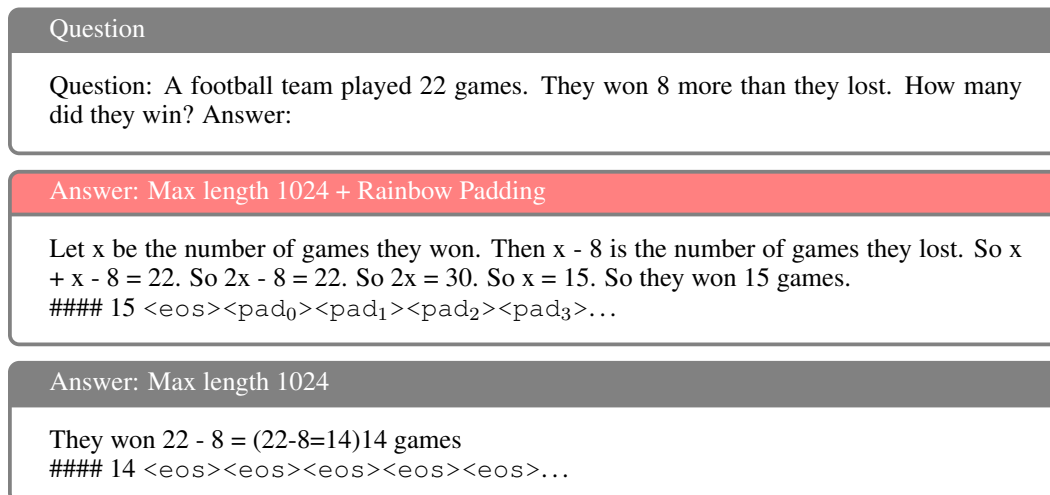 Question
Question: A football team played 22 games. They won 8 more than they lost. How many
did they win? Answer:
Answer: Max length 1024 + Rainbow Padding
Let x be the number of games they won. Then x - 8 is the number of games they lost. So x
+ x - 8 = 22. So 2x - 8 = 22. So 2x = 30. So x = 15. So they won 15 games.
#### 15 <eos><pad₀><pad₁><pad₂><pad₃>...
Answer: Max length 1024
They won 22 - 8 = (22-8=14)14 games
#### 14 <eos><eos><eos><eos><eos>...